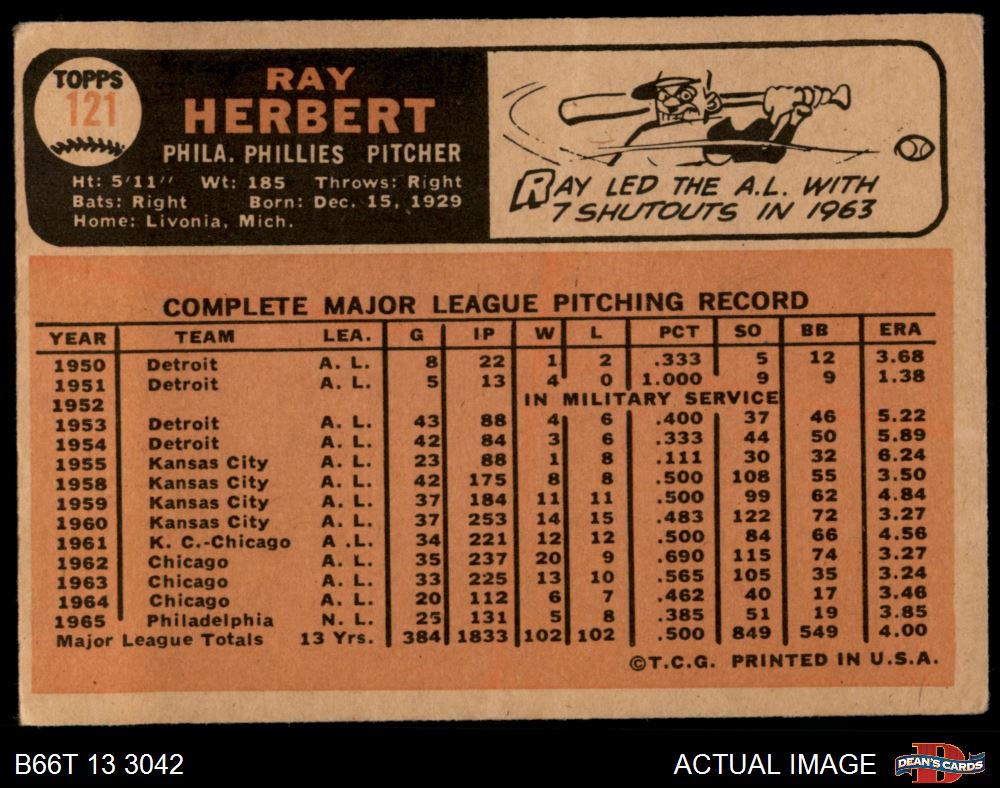 TOPPS
121
RAY
HERBERT
PHILA. PHILLIES PITCHER
Ht: 5'11" Wt: 185 Throws: Right
Bats: Right Born: Dec. 15, 1929
Home: Livonia, Mich.
RAY LED THE A.L. WITH
7 SHUTOUTS IN 1963
COMPLETE MAJOR LEAGUE PITCHING RECORD
YEAR TEAM LEA. G IP W L PCT SO BB ERA
1950 Detroit A. L. 8 22 1 2 .333 5 12 3.68
1951 Detroit A. L. 5 13 4 0 1.000 9 9 1.38
1952 IN MILITARY SERVICE
1953 Detroit A. L. 43 88 4 6 .400 37 46 5.22
1954 Detroit A. L. 42 84 3 6 .333 44 50 5.89
1955 Kansas City A. L. 23 88 1 8 .111 30 32 6.24
1958 Kansas City A. L. 42 175 8 8 .500 108 55 3.50
1959 Kansas City A. L. 37 184 11 11 .500 99 62 4.84
1960 Kansas City A. L. 37 253 14 15 .483 122 72 3.27
1961 K. C.-Chicago A .L. 34 221 12 12 .500 84 66 4.56
1962 Chicago A. L. 35 237 20 9 .690 115 74 3.27
1963 Chicago A. L. 33 225 13 10 .565 105 35 3.24
1964 Chicago A. L. 20 112 6 7 .462 40 17 3.46
1965 Philadelphia N. L. 25 131 5 8 .385 51 19 3.85
Major League Totals 13 Yrs. 384 1833 102 102 .500 849 549 4.00
©T.C.G. PRINTED IN U.S.A.
B66T 13 3042
ACTUAL IMAGE
DEAN'S CARDS